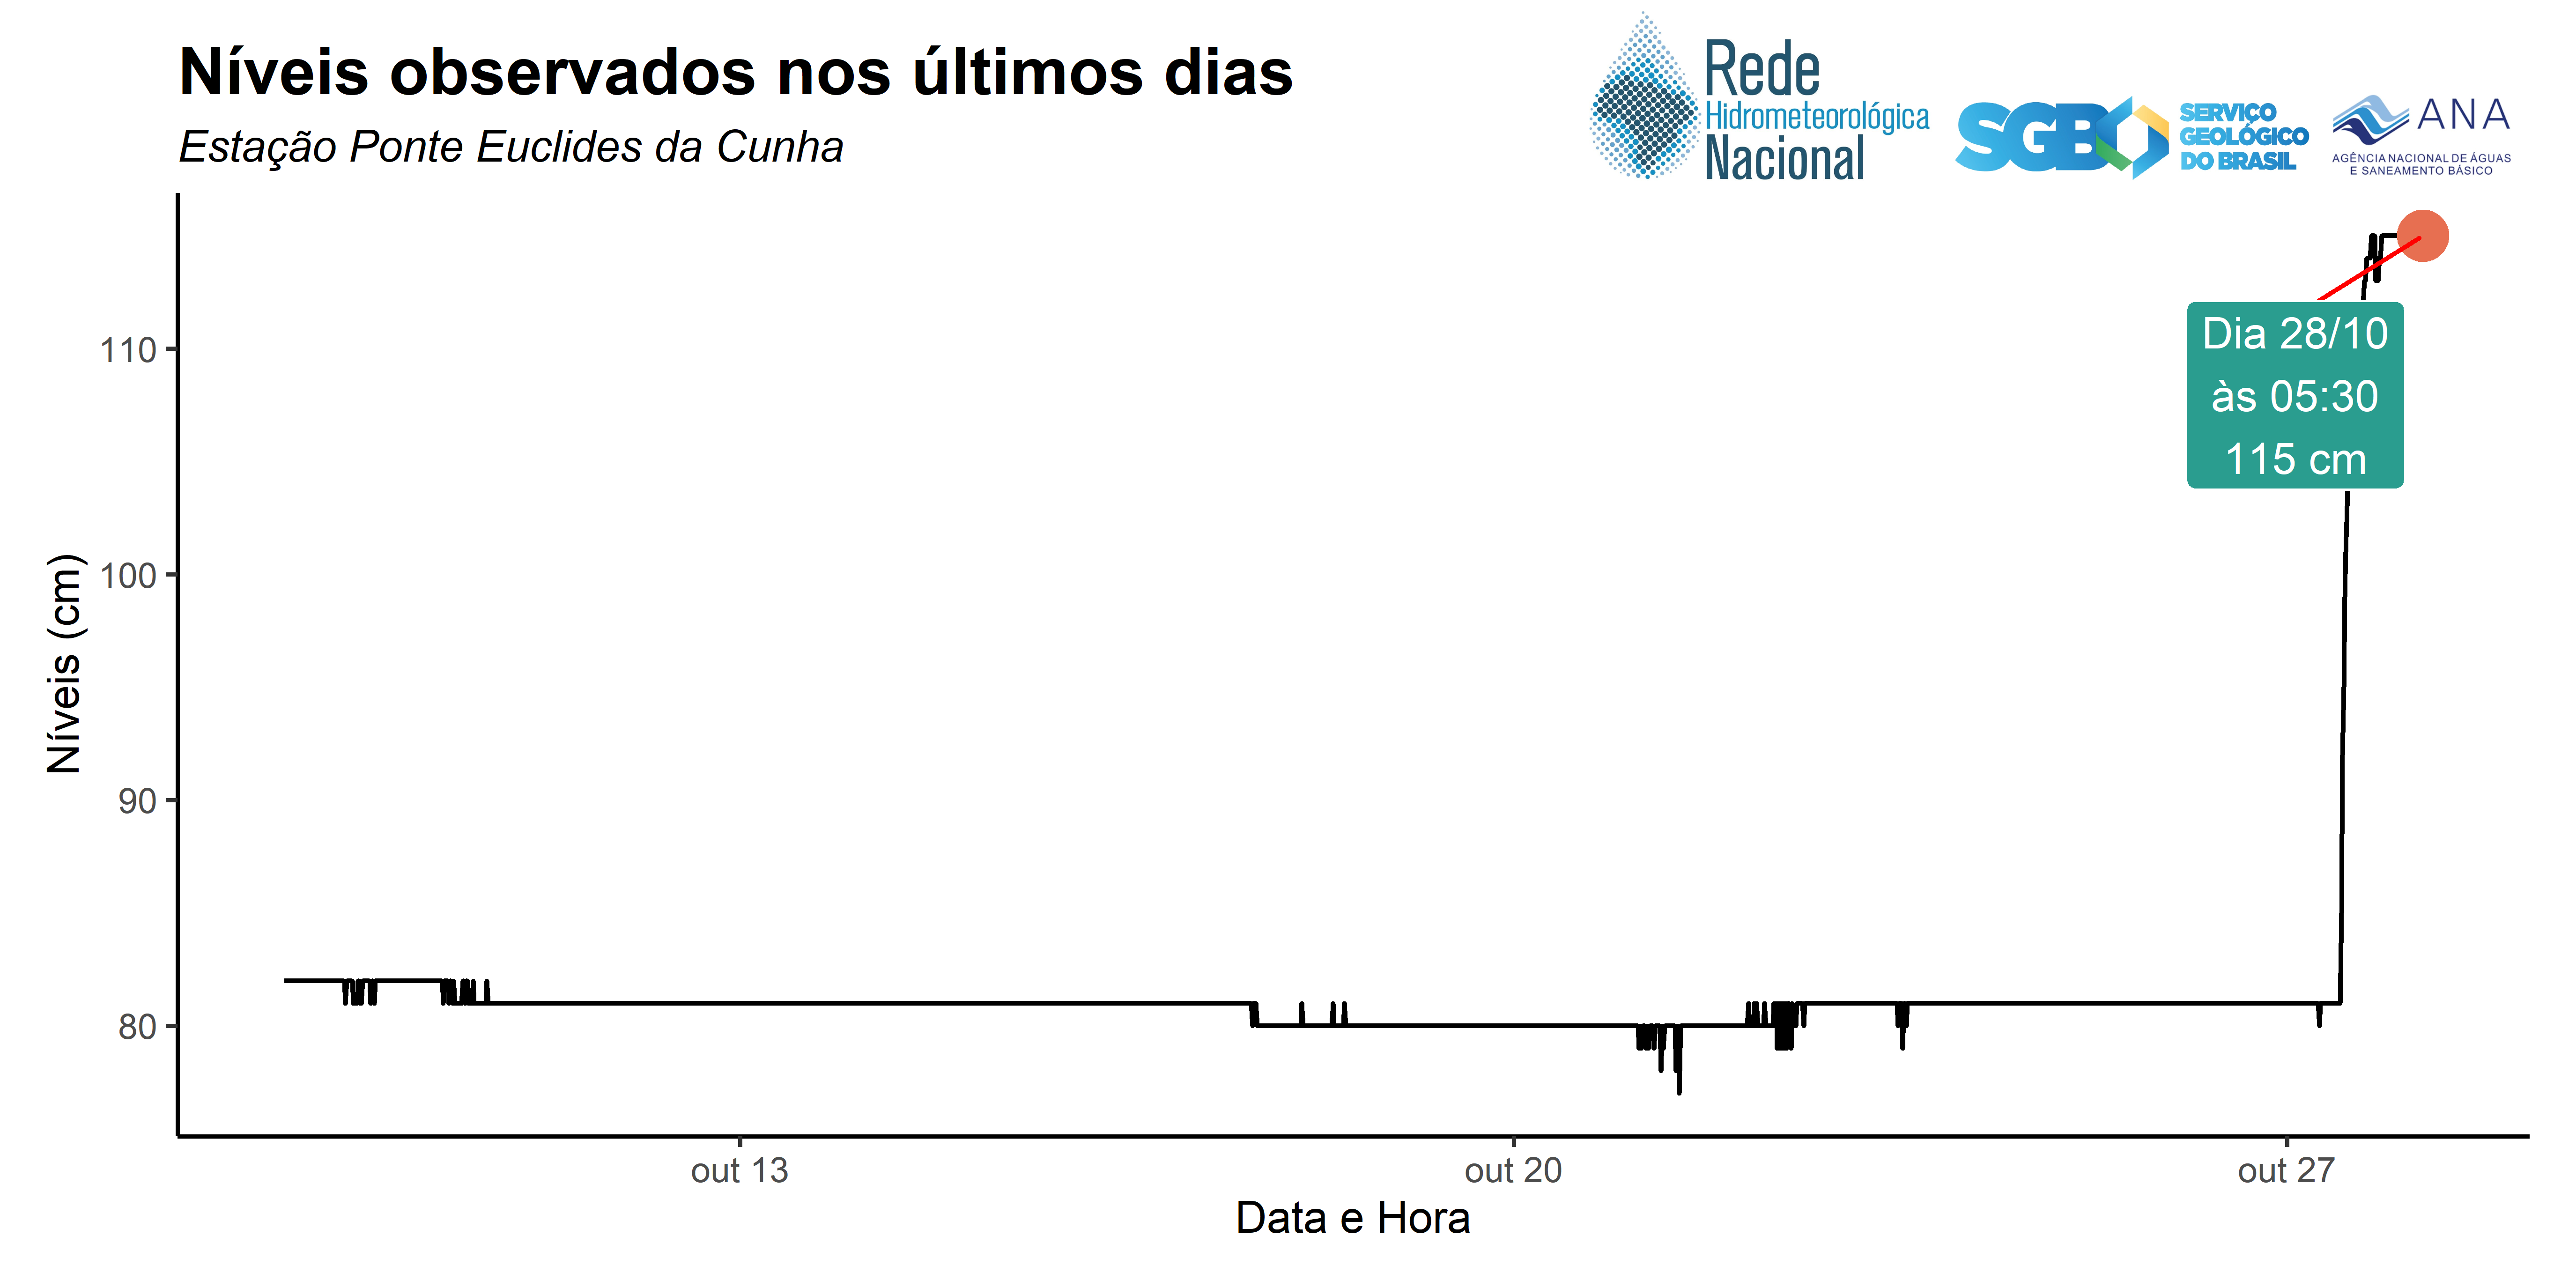 Níveis observados nos últimos dias
Estação Ponte Euclides da Cunha
Rede
Hidrometeorológica
Nacional
SGB
SERVIÇO
GEOLÓGICO
DO BRASIL
ANA
AGÊNCIA NACIONAL DE ÁGUAS
E SANEAMENTO BÁSICO
Níveis (cm)
110
100
90
80
Dia 28/10
às 05:30
115 cm
out 13
out 20
out 27
Data e Hora